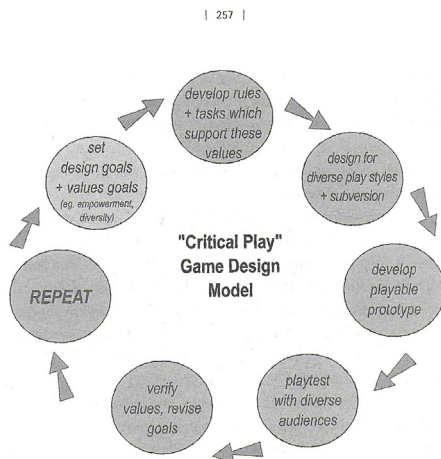 | 257 |
develop rules
+ tasks which
support these
values
set
design goals
+ values goals
(eg. empowerment,
diversity)
design for
diverse play styles
+ subversion
"Critical Play"
Game Design
Model
develop
playable
prototype
REPEAT
playtest
with diverse
audiences
verify
values, revise
goals